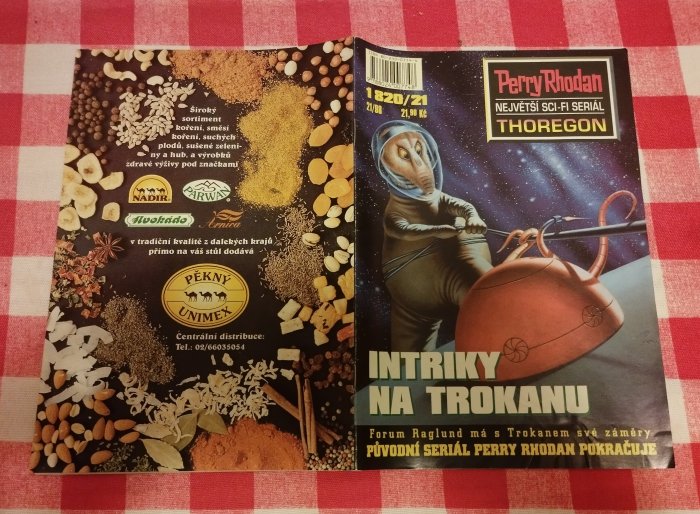 Široký
sortiment
koření, směsí
koření, suchých
plodů, sušené zeleni-
ny a hub, a výrobků
zdravé výživy pod značkami
NADIR
PARWAN
Avokádo
Arnica
v tradiční kvalitě z dalekých krajů
přímo na váš stůl dodává
PĚKNÝ
UNIMEX
Centrální distribuce:
Tel.: 02/66035054
1 820/21
21/98
21,90 Kč
Perry Rhodan
NEJVĚTŠÍ SCI-FI SERIÁL
THOREGON
INTRIKY
NA TROKANU
Forum Raglund má s Trokanem své záměry
PŮVODNÍ SERIÁL PERRY RHODAN POKRAČUJE